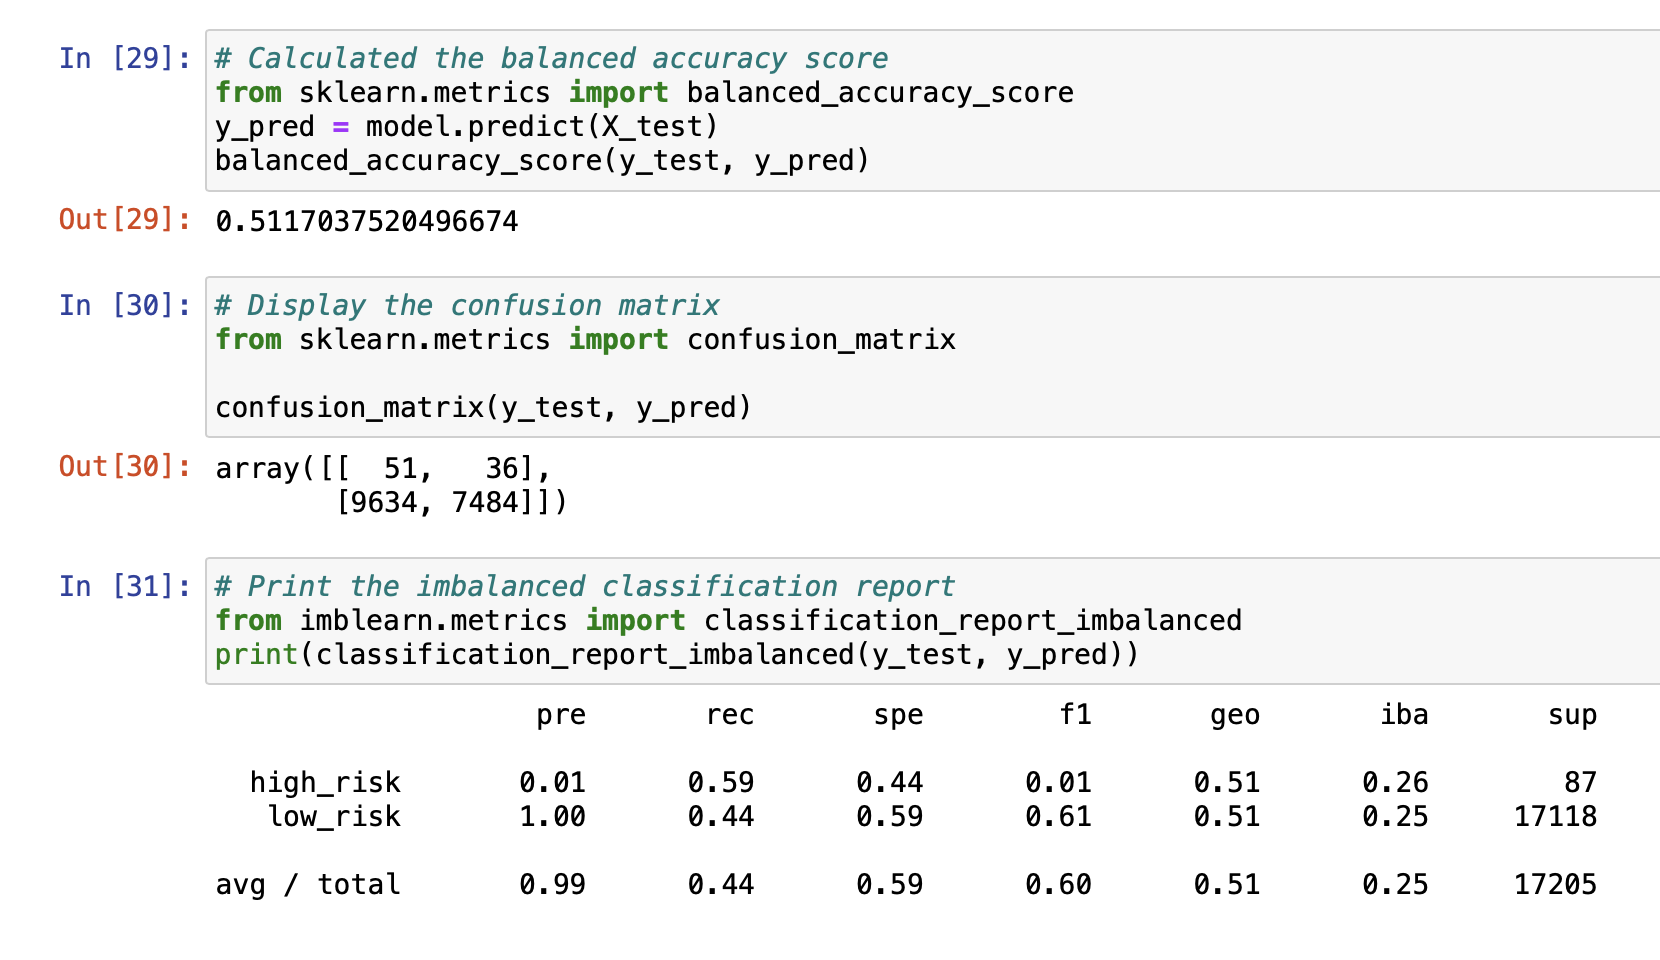 In [29]: # Calculated the balanced accuracy score
from sklearn.metrics import balanced_accuracy_score
y_pred = model.predict(X_test)
balanced_accuracy_score(y_test, y_pred)
Out[29]: 0.5117037520496674
In [30]: # Display the confusion matrix
from sklearn.metrics import confusion_matrix
confusion_matrix(y_test, y_pred)
Out[30]: array([[  51,   36],
       [9634, 7484]])
In [31]: # Print the imbalanced classification report
from imblearn.metrics import classification_report_imbalanced
print(classification_report_imbalanced(y_test, y_pred))
pre rec spe f1 geo iba sup
high_risk 0.01 0.59 0.44 0.01 0.51 0.26 87
low_risk 1.00 0.44 0.59 0.61 0.51 0.25 17118
avg / total 0.99 0.44 0.59 0.60 0.51 0.25 17205